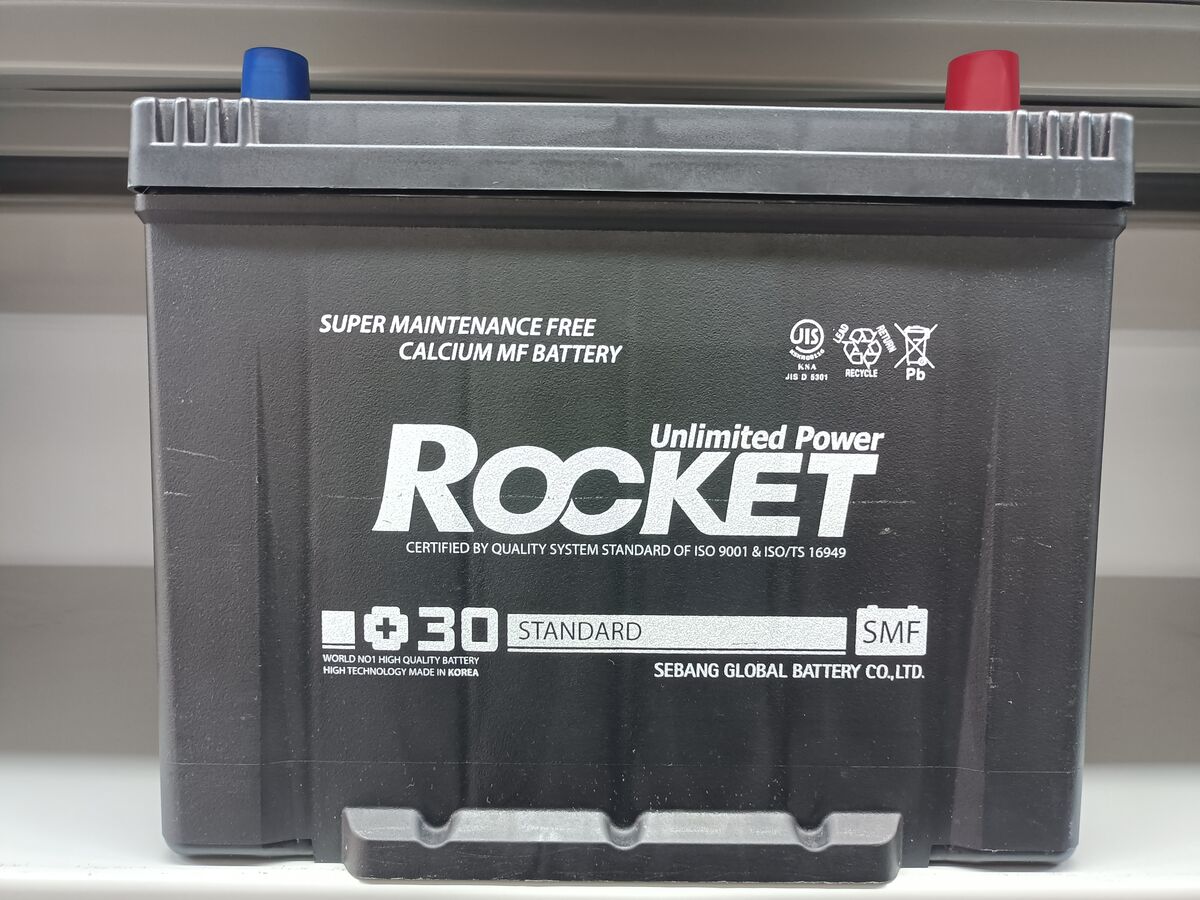 SUPER MAINTENANCE FREE
CALCIUM MF BATTERY
JIS
KNA
JIS D 5301
LEAD
RETURN
RECYCLE
Pb
Unlimited Power
ROCKET
CERTIFIED BY QUALITY SYSTEM STANDARD OF ISO 9001 & ISO/TS 16949
+30
STANDARD
SMF
WORLD NO1 HIGH QUALITY BATTERY
HIGH TECHNOLOGY MADE IN KOREA
SEBANG GLOBAL BATTERY CO.,LTD.